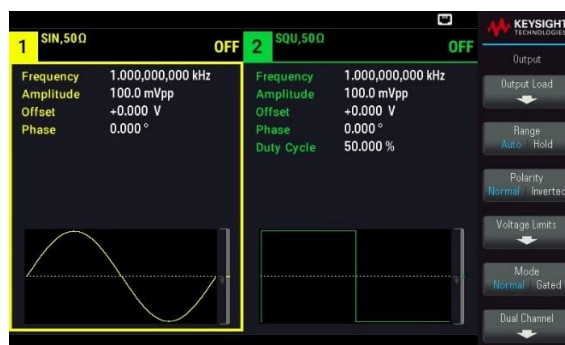 1 SIN,50Ω OFF
Frequency 1.000,000,000 kHz
Amplitude 100.0 mVpp
Offset +0.000 V
Phase 0.000 °
2 SQU,50Ω OFF
Frequency 1.000,000,000 kHz
Amplitude 100.0 mVpp
Offset +0.000 V
Phase 0.000 °
Duty Cycle 50.000 %
KEYSIGHT
TECHNOLOGIES
Output
Output Load
Range
Auto Hold
Polarity
Normal Inverted
Voltage Limits
Mode
Normal Gated
Dual Channel